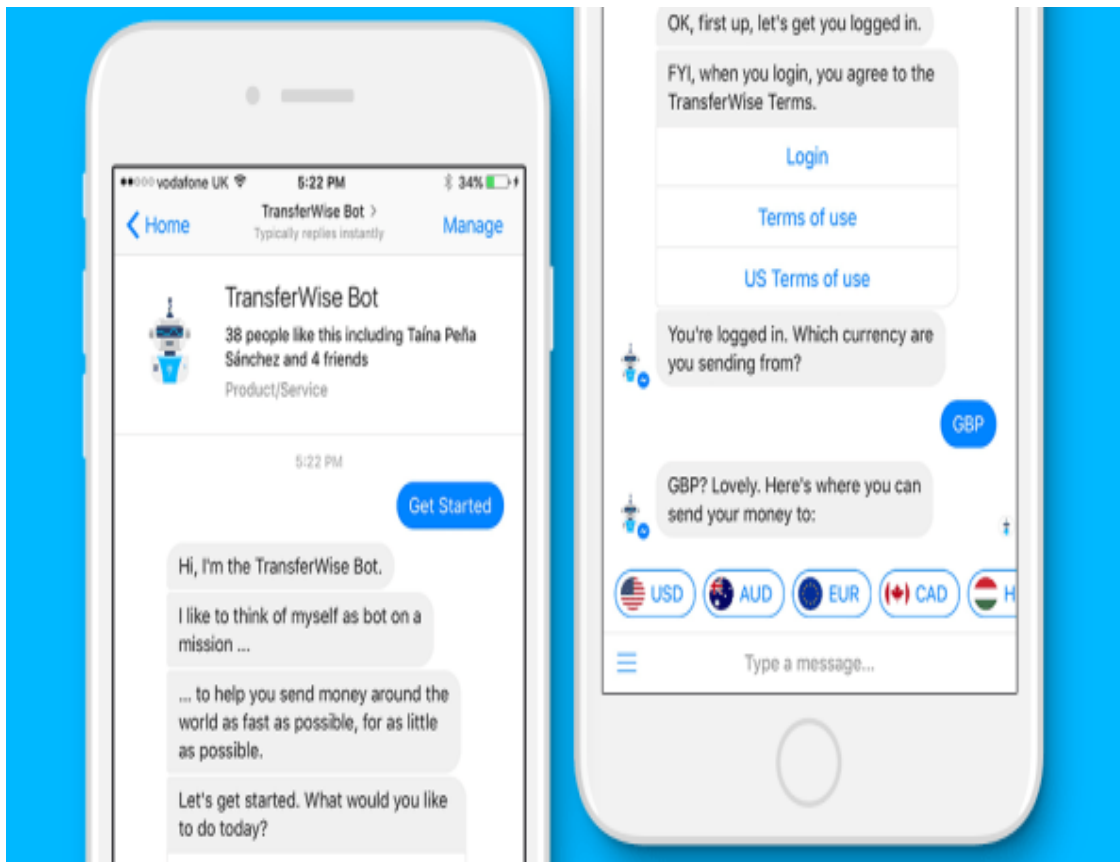 vodafone UK 5:22 PM 34%
Home TransferWise Bot > Manage
Typically replies instantly
TransferWise Bot
38 people like this including Taína Peña
Sánchez and 4 friends
Product/Service
5:22 PM
Get Started
Hi, I'm the TransferWise Bot.
I like to think of myself as bot on a
mission ...
... to help you send money around the
world as fast as possible, for as little
as possible.
Let's get started. What would you like
to do today?
OK, first up, let's get you logged in.
FYI, when you login, you agree to the
TransferWise Terms.
Login
Terms of use
US Terms of use
You're logged in. Which currency are
you sending from?
GBP
GBP? Lovely. Here's where you can
send your money to:
USD AUD EUR CAD H
Type a message...